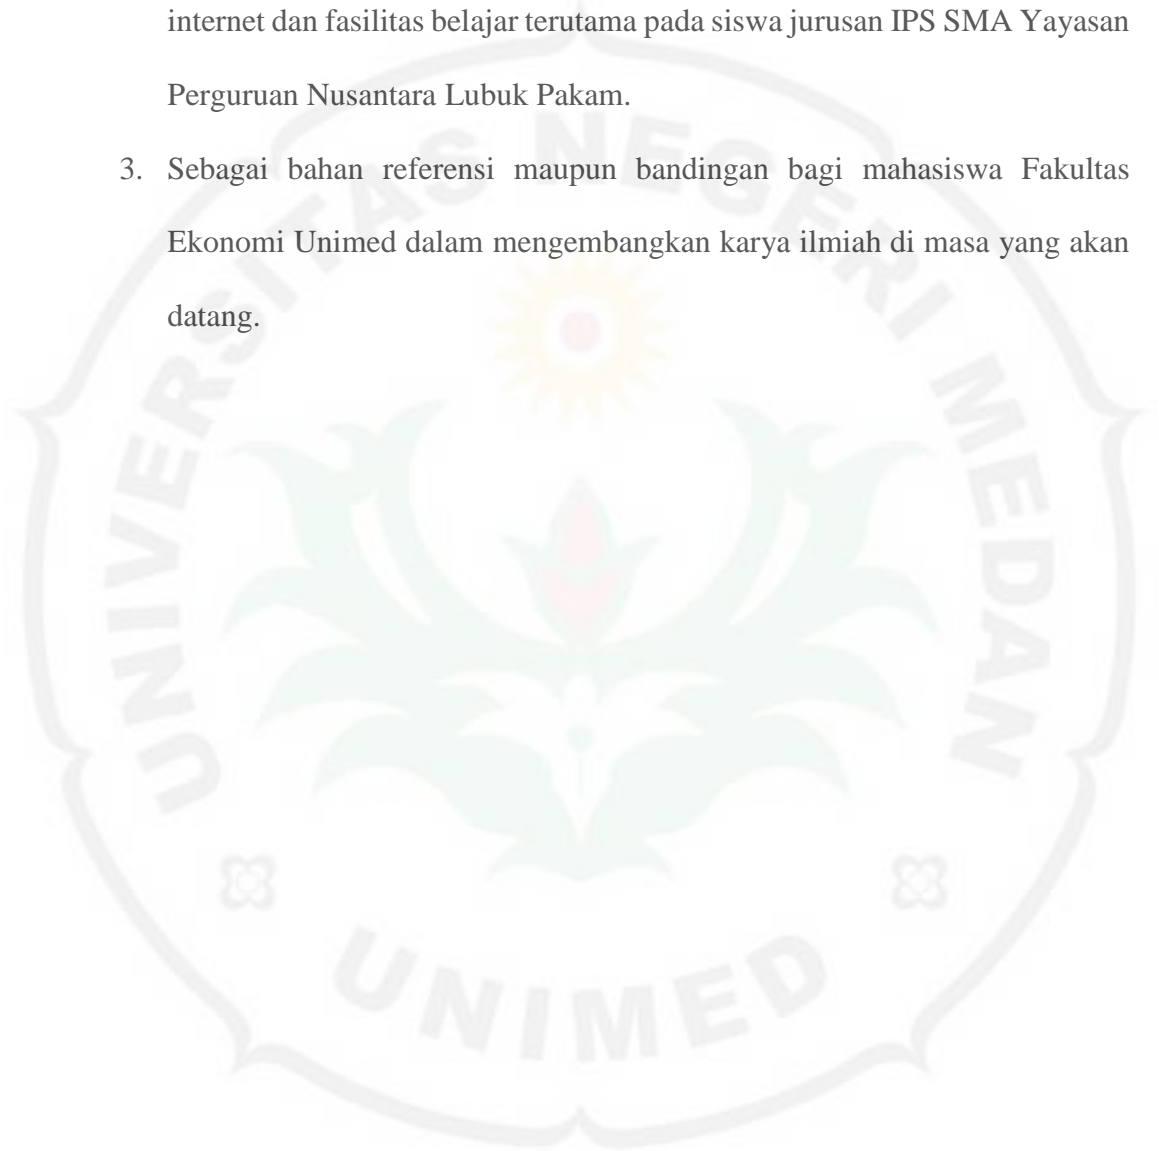 internet dan fasilitas belajar terutama pada siswa jurusan IPS SMA Yayasan
Perguruan Nusantara Lubuk Pakam.
3. Sebagai bahan referensi maupun bandingan bagi mahasiswa Fakultas
Ekonomi Unimed dalam mengembangkan karya ilmiah di masa yang akan
datang.
UNIVERSITAS NEGERI MEDAN
UNIMED